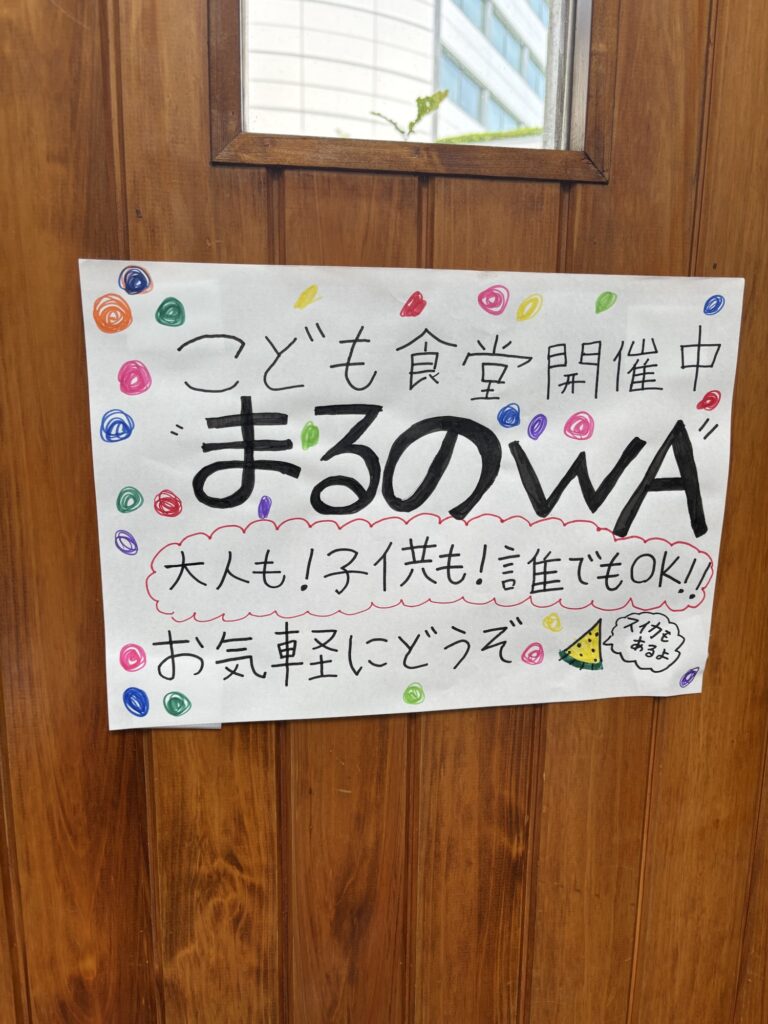 こども食堂開催中
"まるのWA"
大人も!子供も!誰でもOK!!
お気軽にどうぞ
スイカも
あるよ